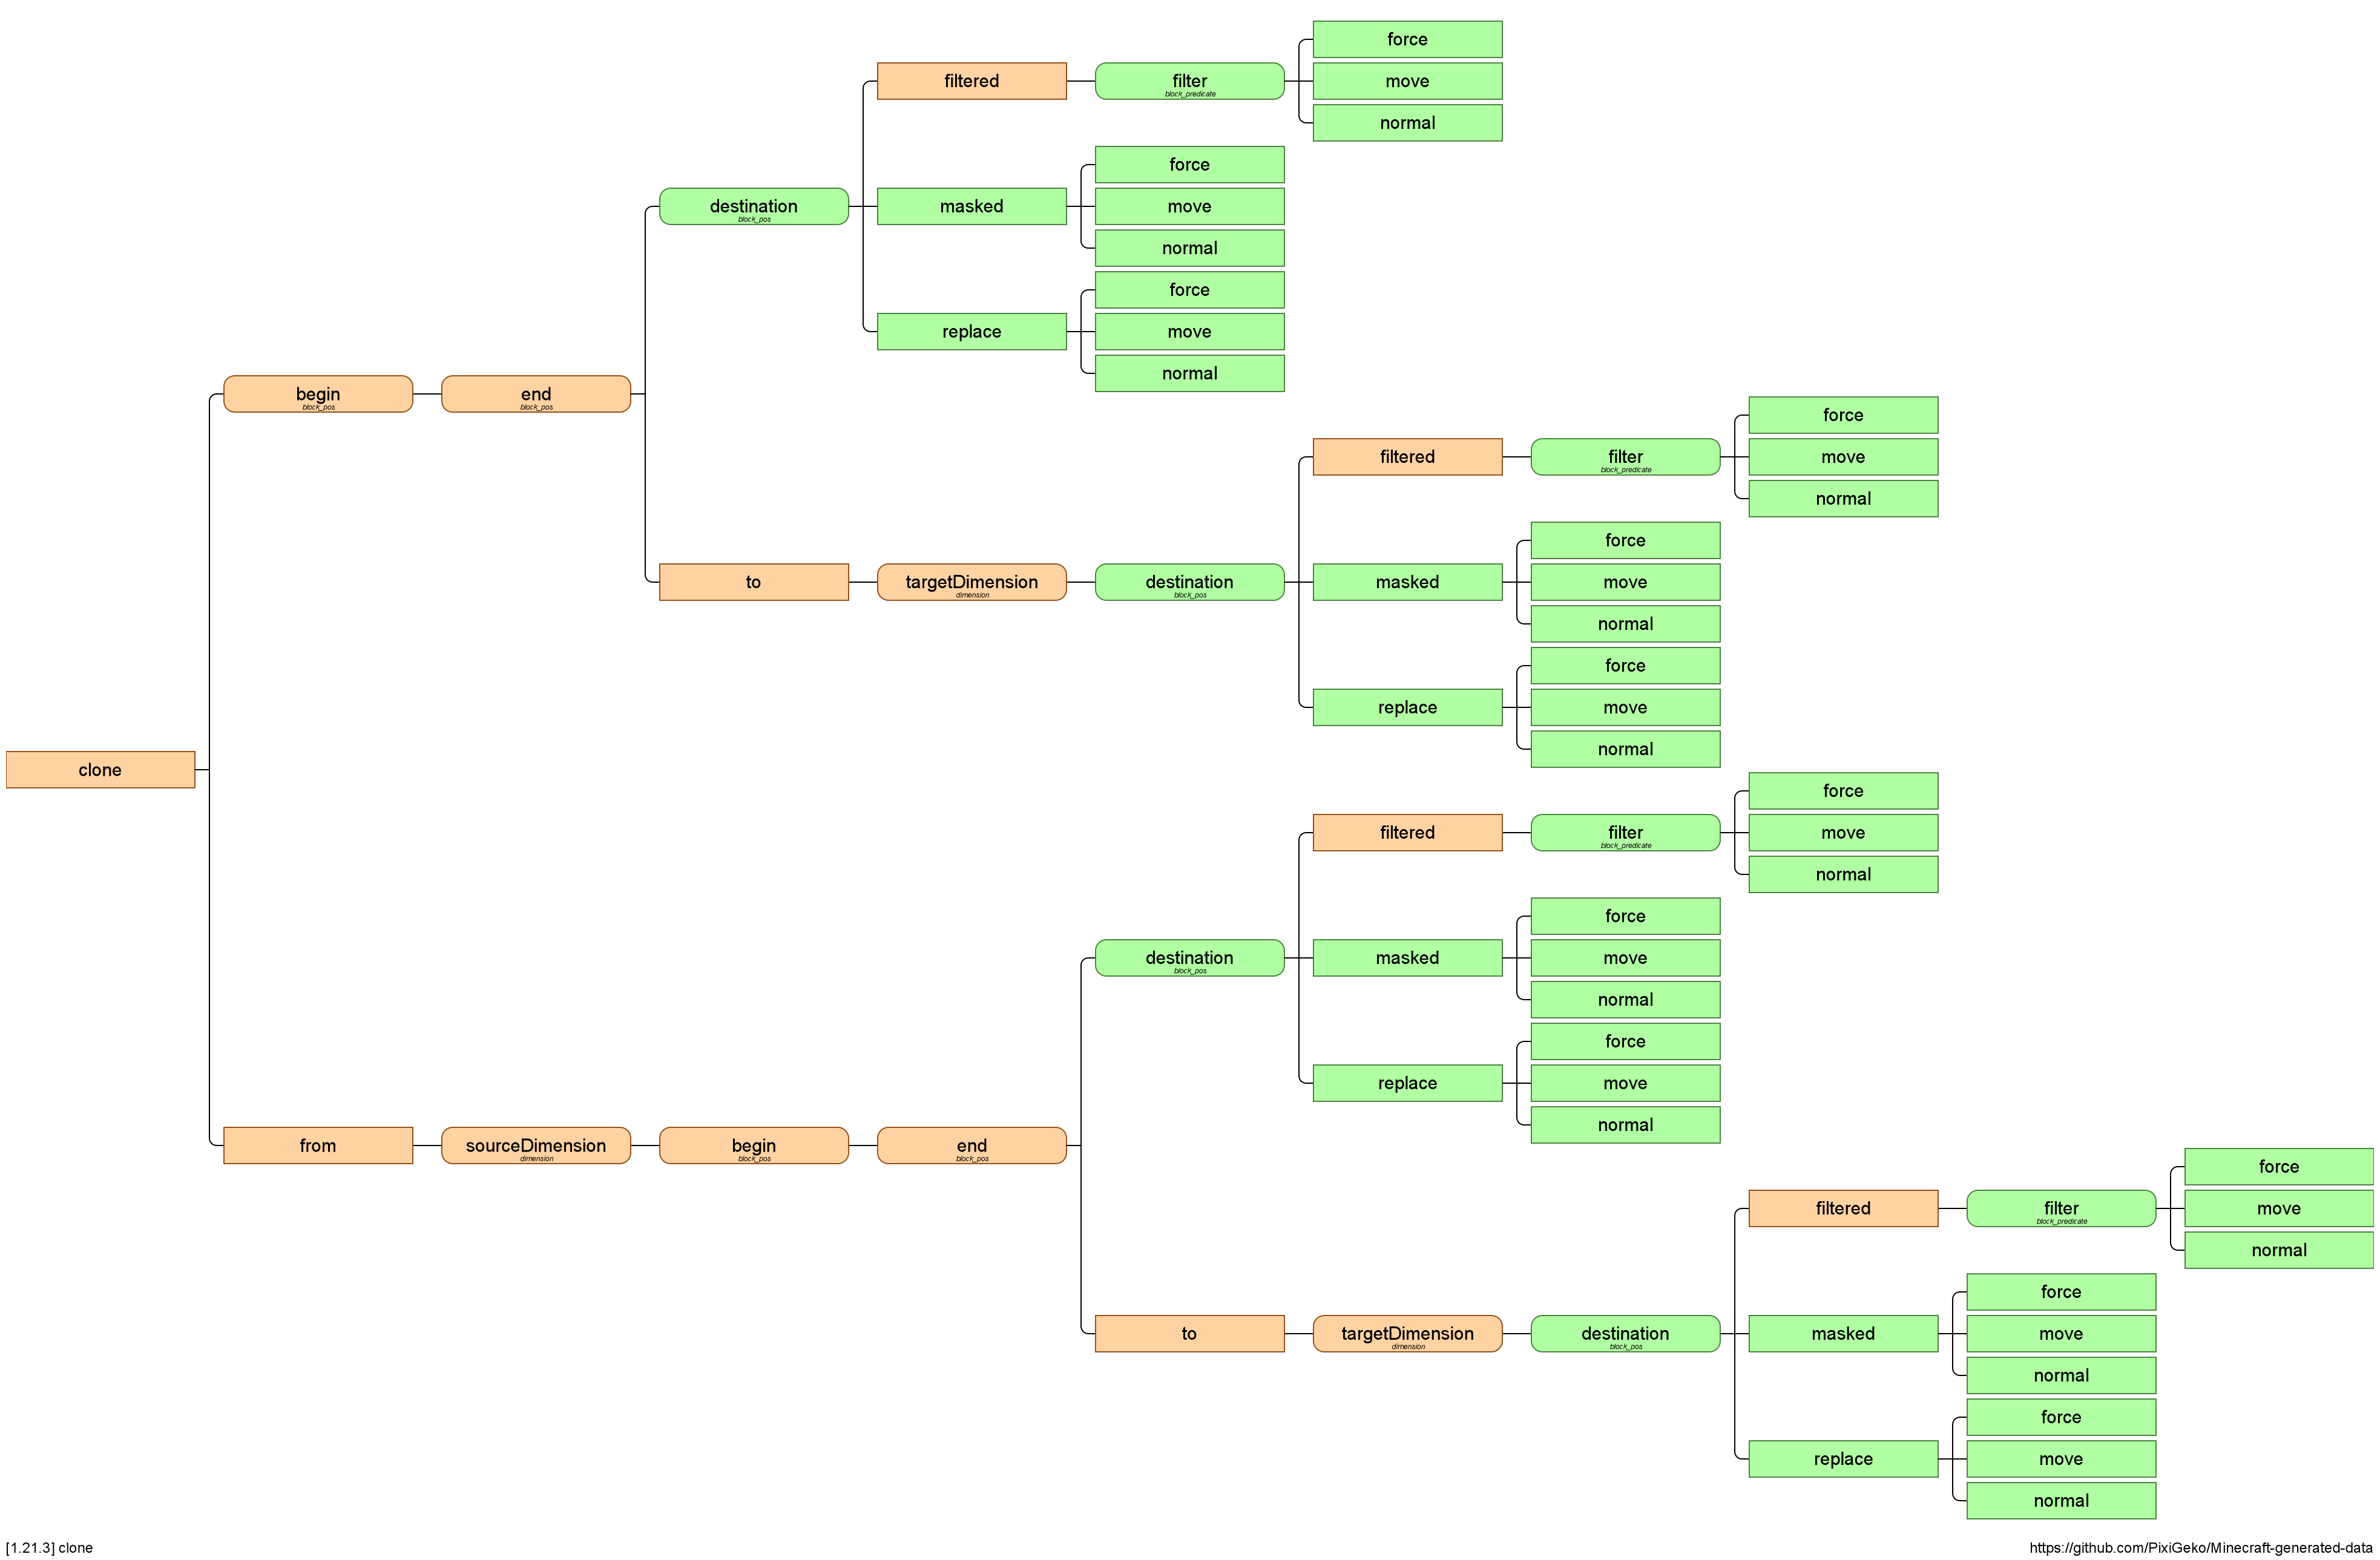 force
filtered
filter
block_predicate
move
normal
force
destination
block_pos
masked
move
normal
force
replace
move
normal
begin
block_pos
end
block_pos
force
filtered
filter
block_predicate
move
normal
force
to
targetDimension
dimension
destination
block_pos
masked
move
normal
force
replace
move
normal
clone
force
filtered
filter
block_predicate
move
normal
force
destination
block_pos
masked
move
normal
force
replace
move
normal
from
sourceDimension
dimension
begin
block_pos
end
block_pos
force
filtered
filter
block_predicate
move
normal
force
to
targetDimension
dimension
destination
block_pos
masked
move
normal
force
replace
move
normal
[1.21.3] clone
https://github.com/PixiGeko/Minecraft-generated-data